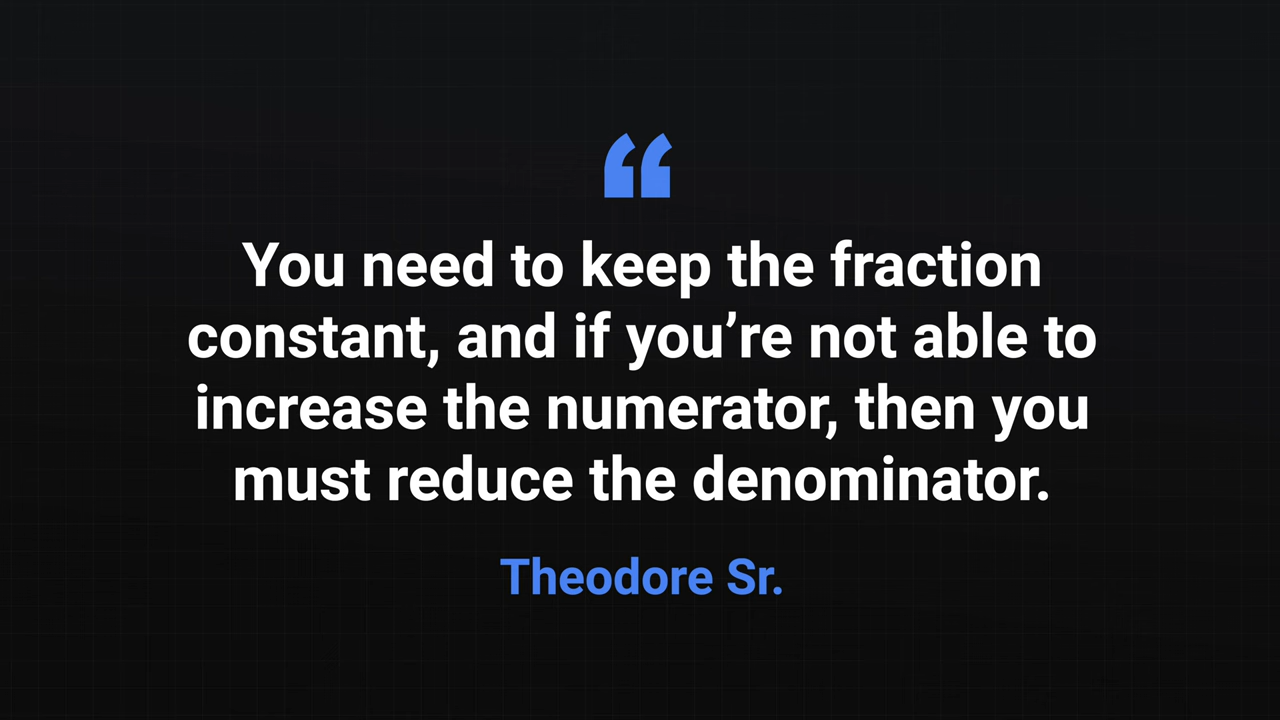 “
You need to keep the fraction
constant, and if you’re not able to
increase the numerator, then you
must reduce the denominator.
Theodore Sr.